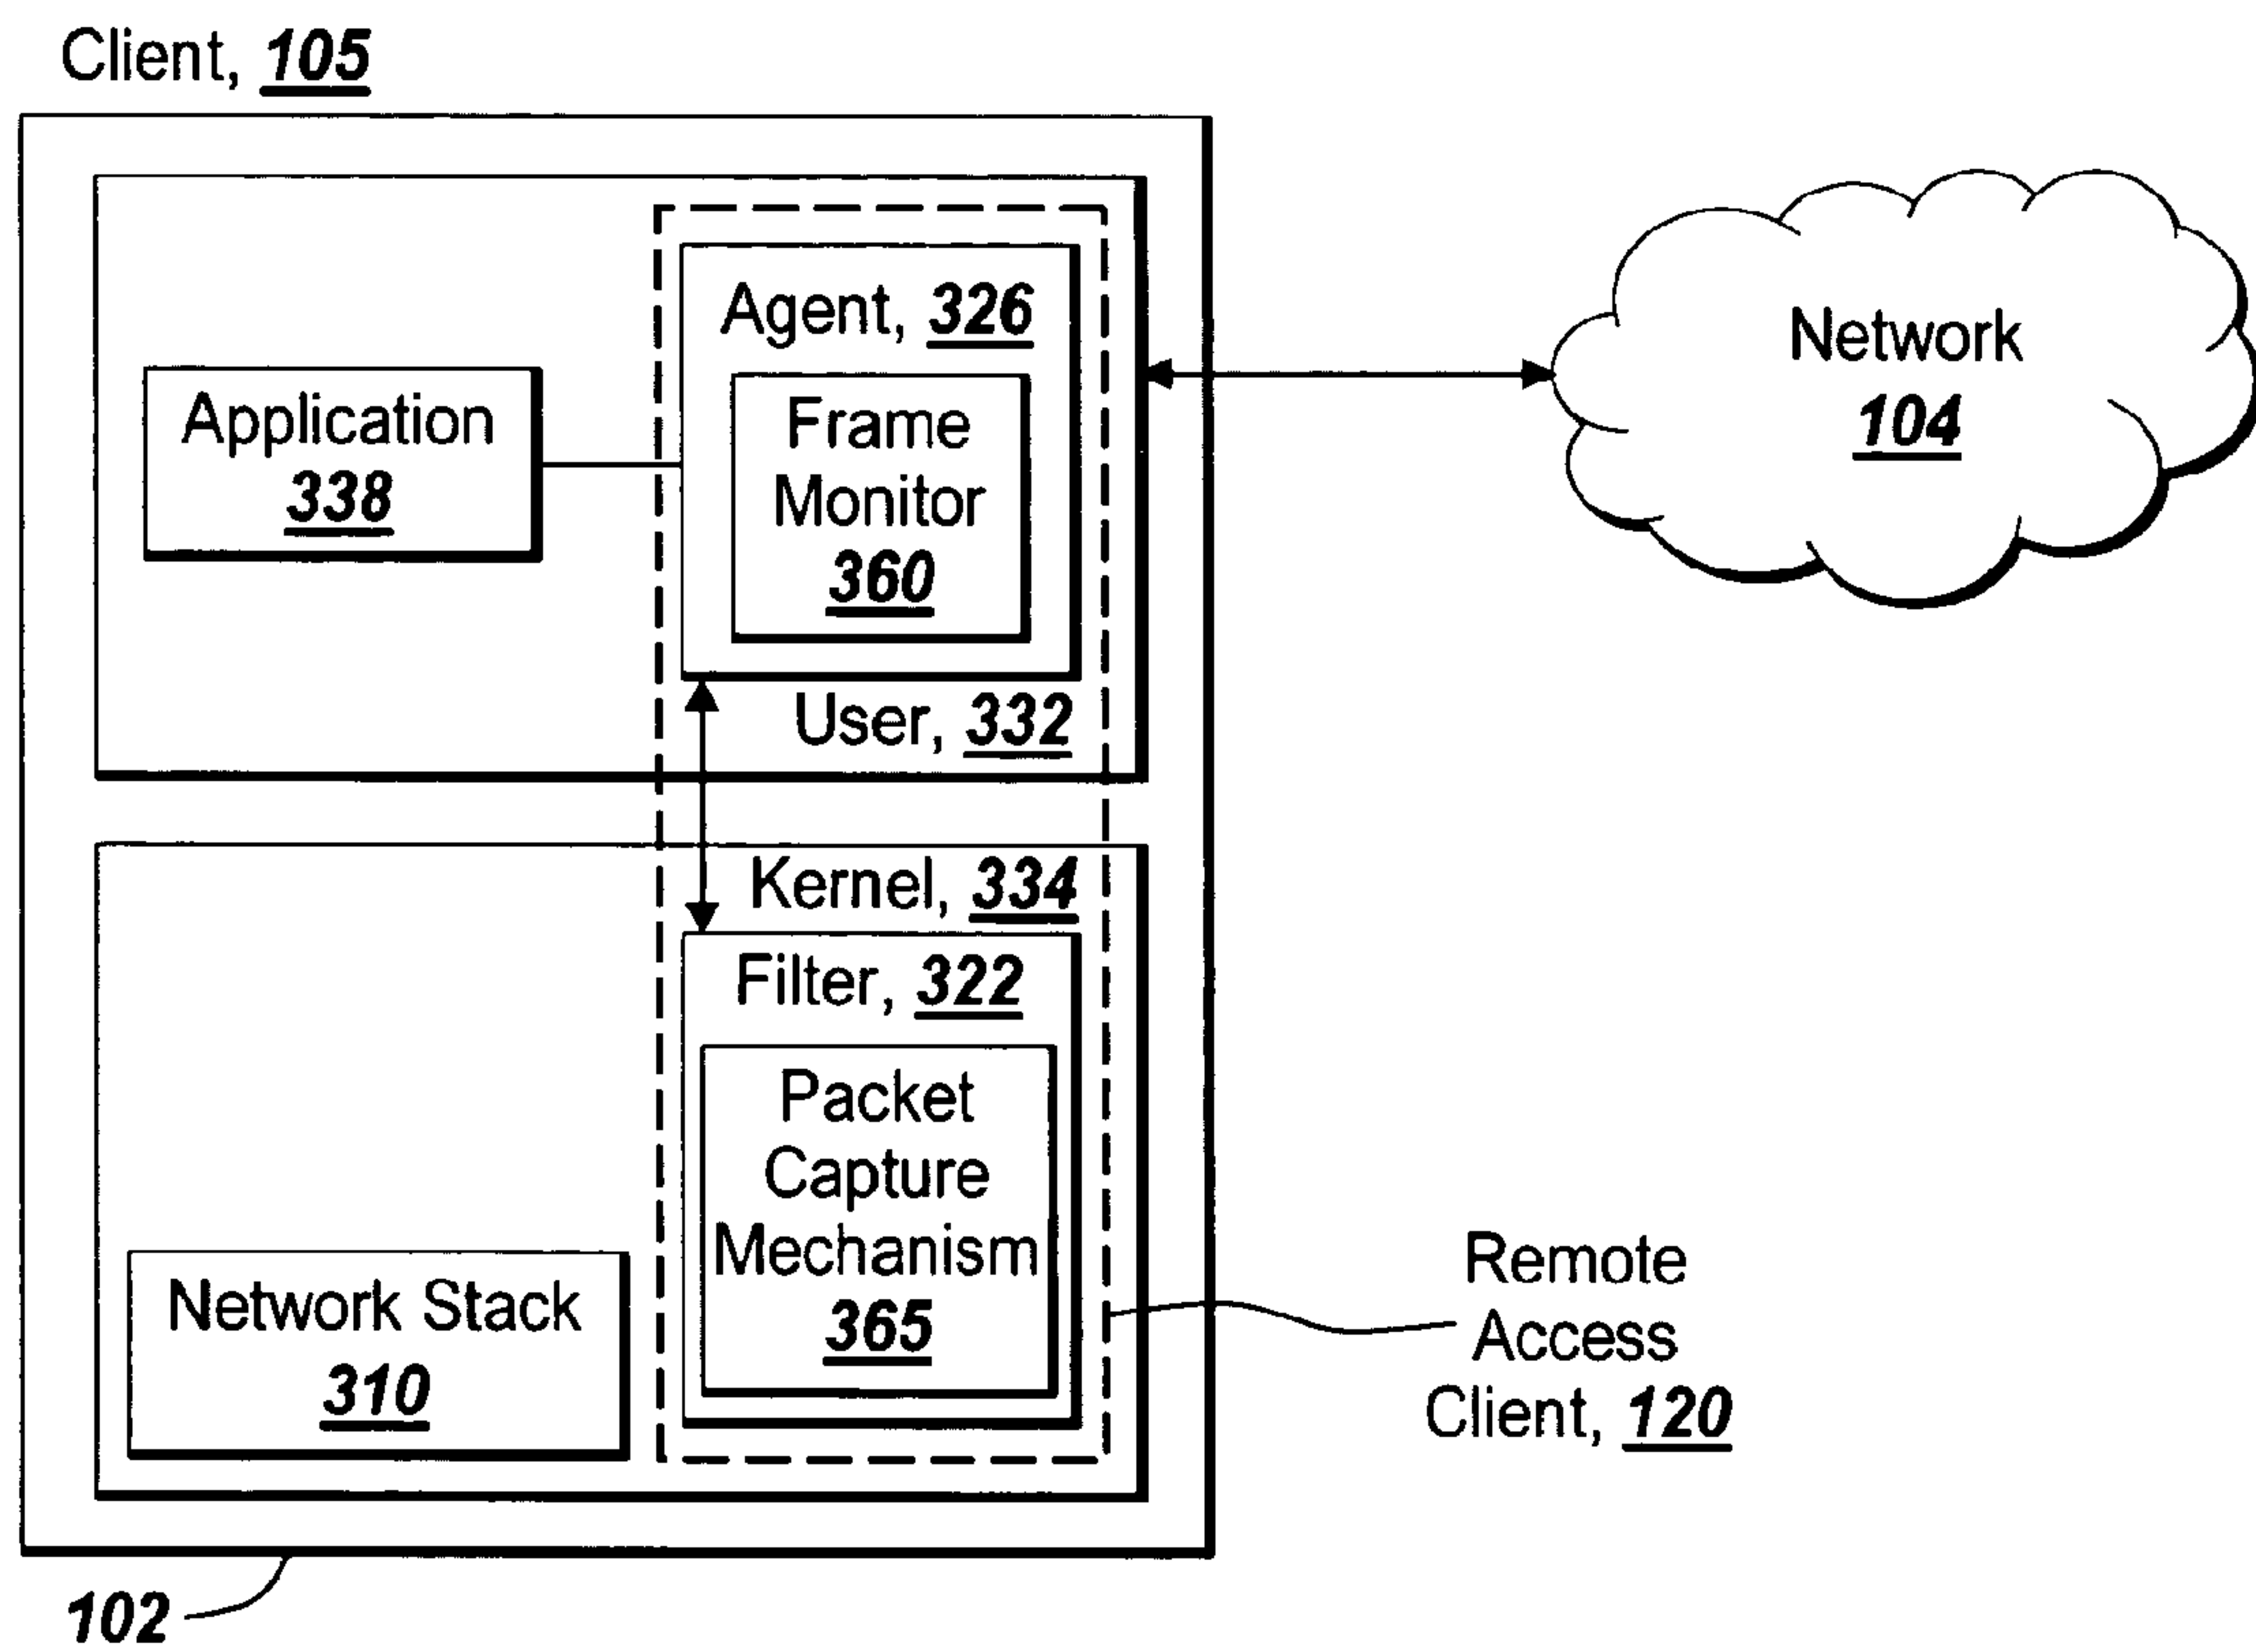 Client, 105
Agent, 326
Frame
Monitor
360
Application
338
User, 332
Network
104
Kernel, 334
Filter, 322
Packet
Capture
Mechanism
365
Network Stack
310
Remote
Access
Client, 120
102